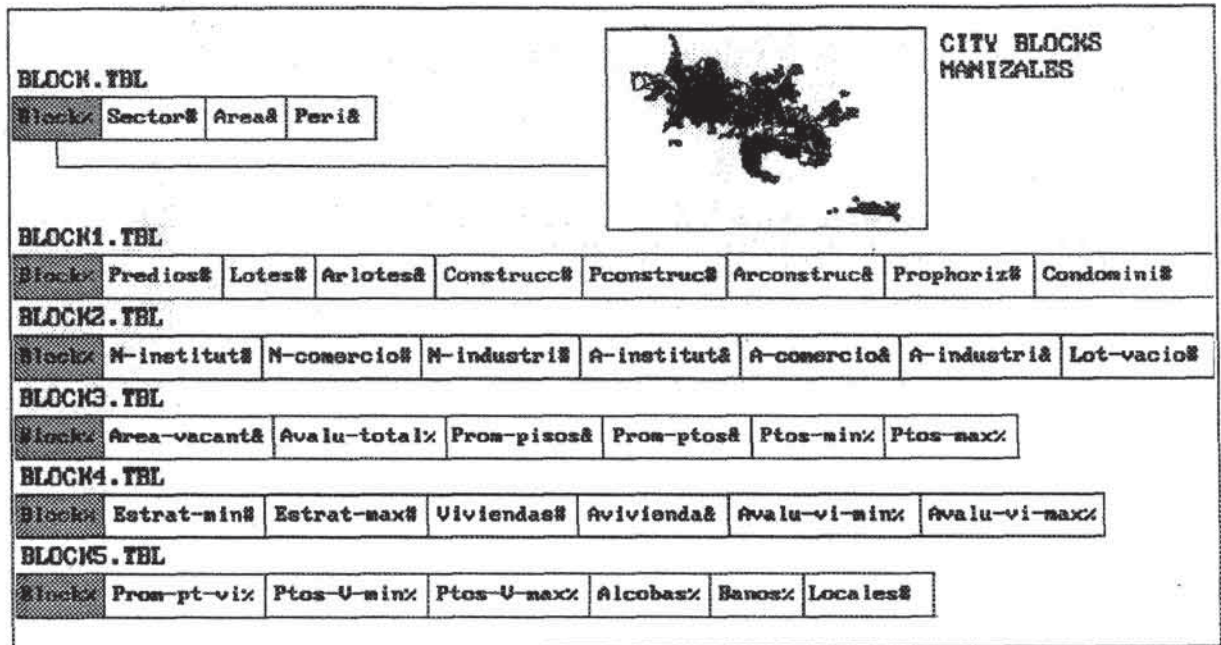 CITY BLOCKS
MANIZALES
BLOCK.TBL
Block% Sector# Area& Peri&
BLOCK1.TBL
Block% Predios# Lotes# Arlotes& Construcc# Pconstruc# Arconstruc& Prophoriz# Condomini#
BLOCK2.TBL
Block% N-institut# N-comercio# N-industri# A-institut& A-comercio& A-industri& Lot-vacio#
BLOCK3.TBL
Block% Area-vacant& Avalu-total% Prom-pisos& Prom-ptos& Ptos-min% Ptos-max%
BLOCK4.TBL
Block% Estrat-min# Estrat-max# Viviendas# Avivienda& Avalu-vi-min% Avalu-vi-max%
BLOCK5.TBL
Block% Prom-pt-vi% Ptos-V-min% Ptos-V-max% Alcobas% Banos% Locales#